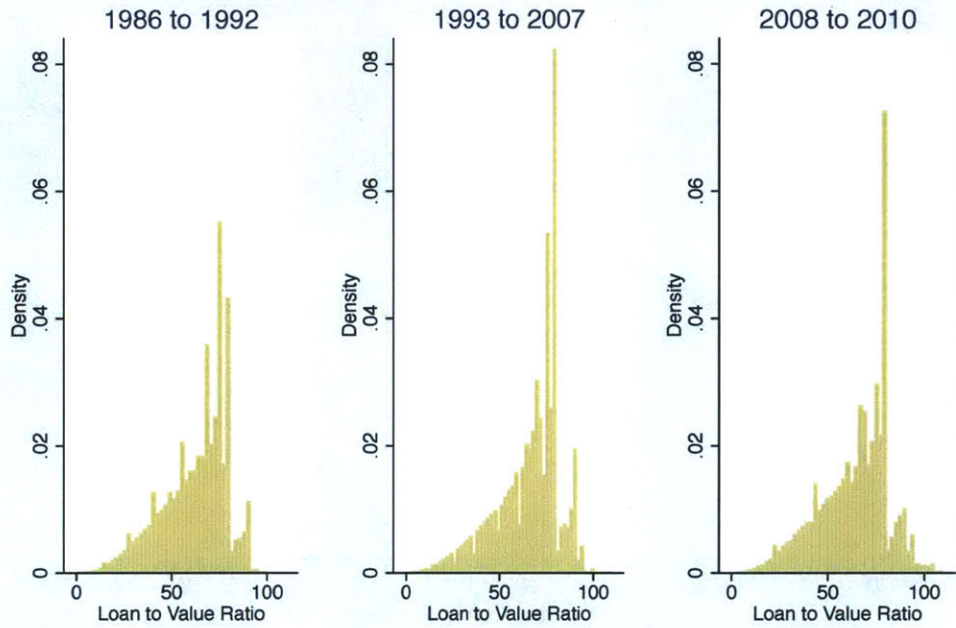 1986 to 1992
1993 to 2007
2008 to 2010
Density
0
.02
.04
.06
.08
0
50
100
Loan to Value Ratio
Density
0
.02
.04
.06
.08
0
50
100
Loan to Value Ratio
Density
0
.02
.04
.06
.08
0
50
100
Loan to Value Ratio